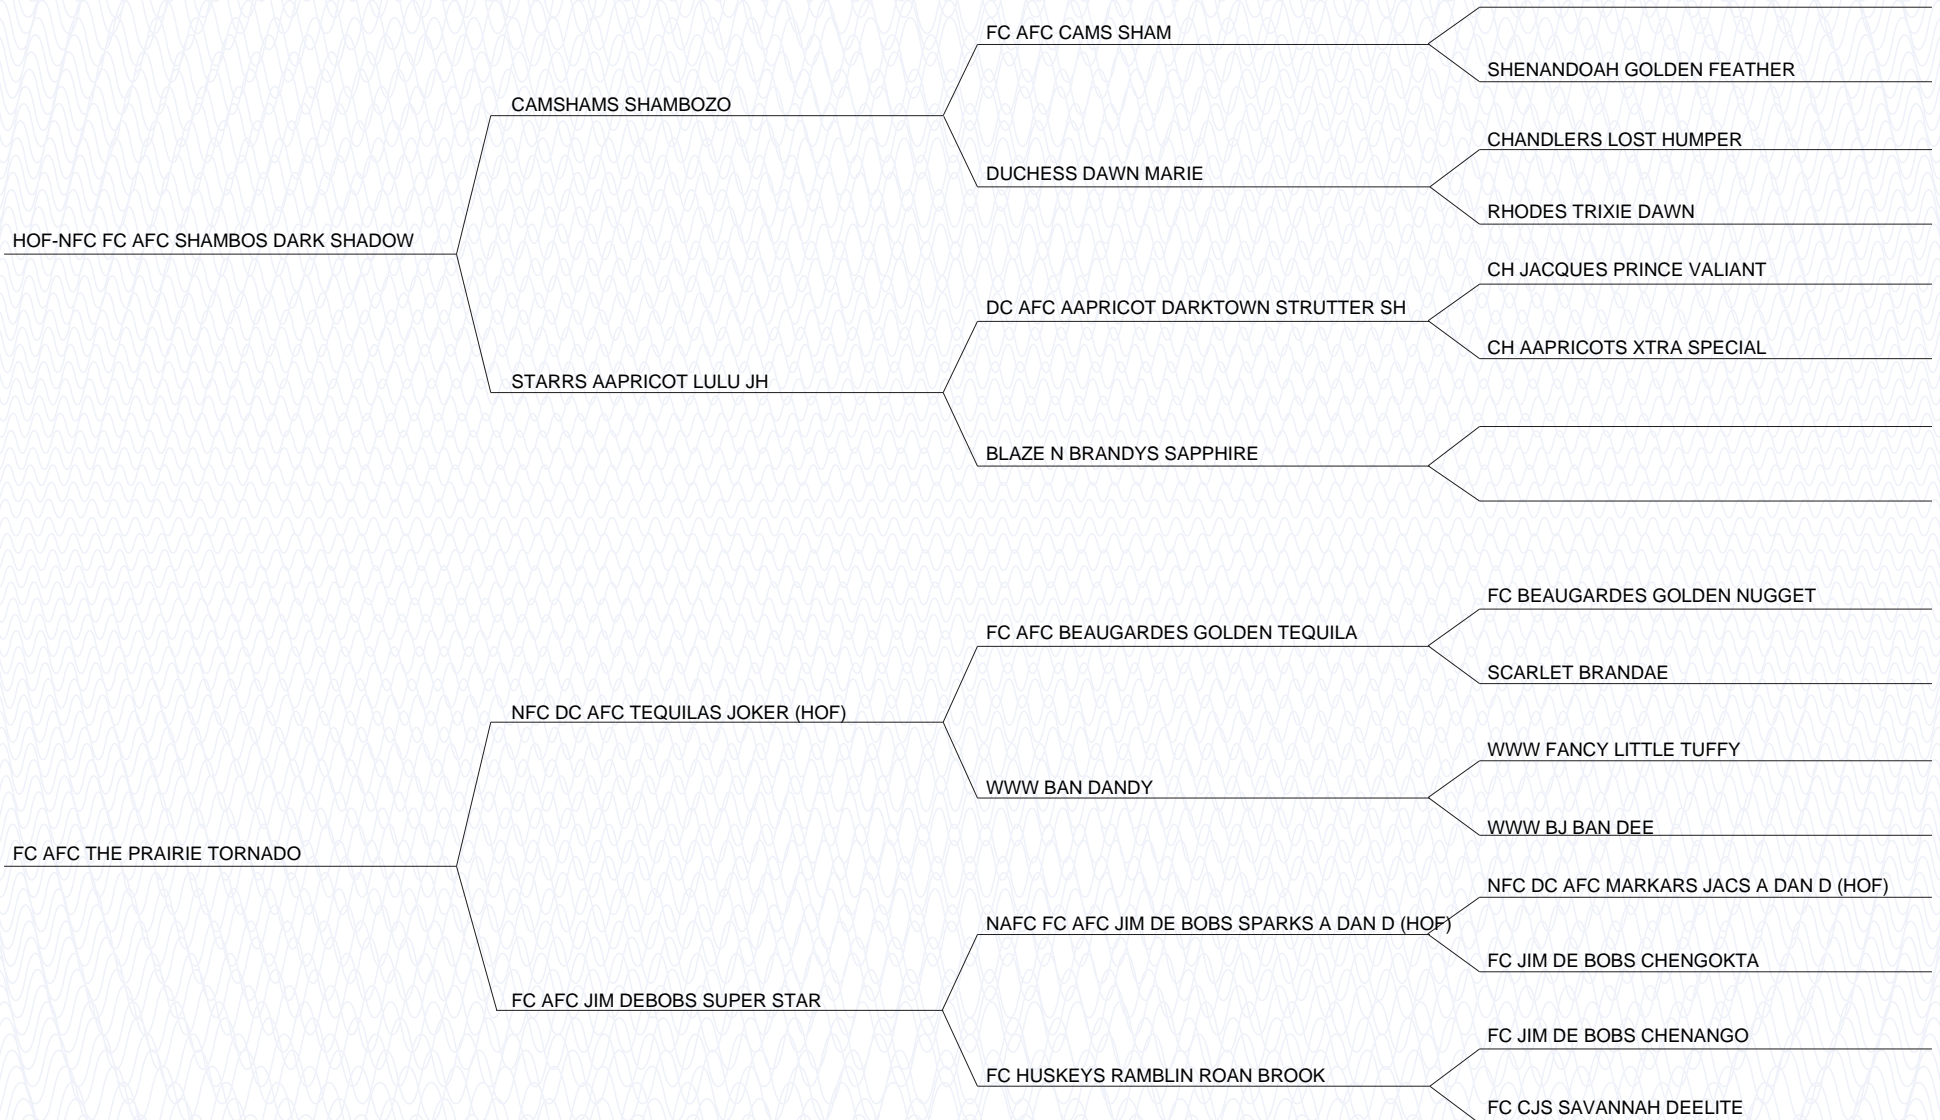 FC AFC CAMS SHAM
SHENANDOAH GOLDEN FEATHER
CAMSHAMS SHAMBOZO
CHANDLERS LOST HUMPER
DUCHESS DAWN MARIE
RHODES TRIXIE DAWN
HOF-NFC FC AFC SHAMBOS DARK SHADOW
CH JACQUES PRINCE VALIANT
DC AFC AAPRICOT DARKTOWN STRUTTER SH
CH AAPRICOTS XTRA SPECIAL
STARRS AAPRICOT LULU JH
BLAZE N BRANDYS SAPPHIRE
FC BEAUGARDES GOLDEN NUGGET
FC AFC BEAUGARDES GOLDEN TEQUILA
SCARLET BRANDAE
NFC DC AFC TEQUILAS JOKER (HOF)
WWW FANCY LITTLE TUFFY
WWW BAN DANDY
WWW BJ BAN DEE
FC AFC THE PRAIRIE TORNADO
NFC DC AFC MARKARS JACS A DAN D (HOF)
NAFC FC AFC JIM DE BOBS SPARKS A DAN D (HOF)
FC JIM DE BOBS CHENGOKTA
FC AFC JIM DEBOBS SUPER STAR
FC JIM DE BOBS CHENANGO
FC HUSKEYS RAMBLIN ROAN BROOK
FC CJS SAVANNAH DEELITE